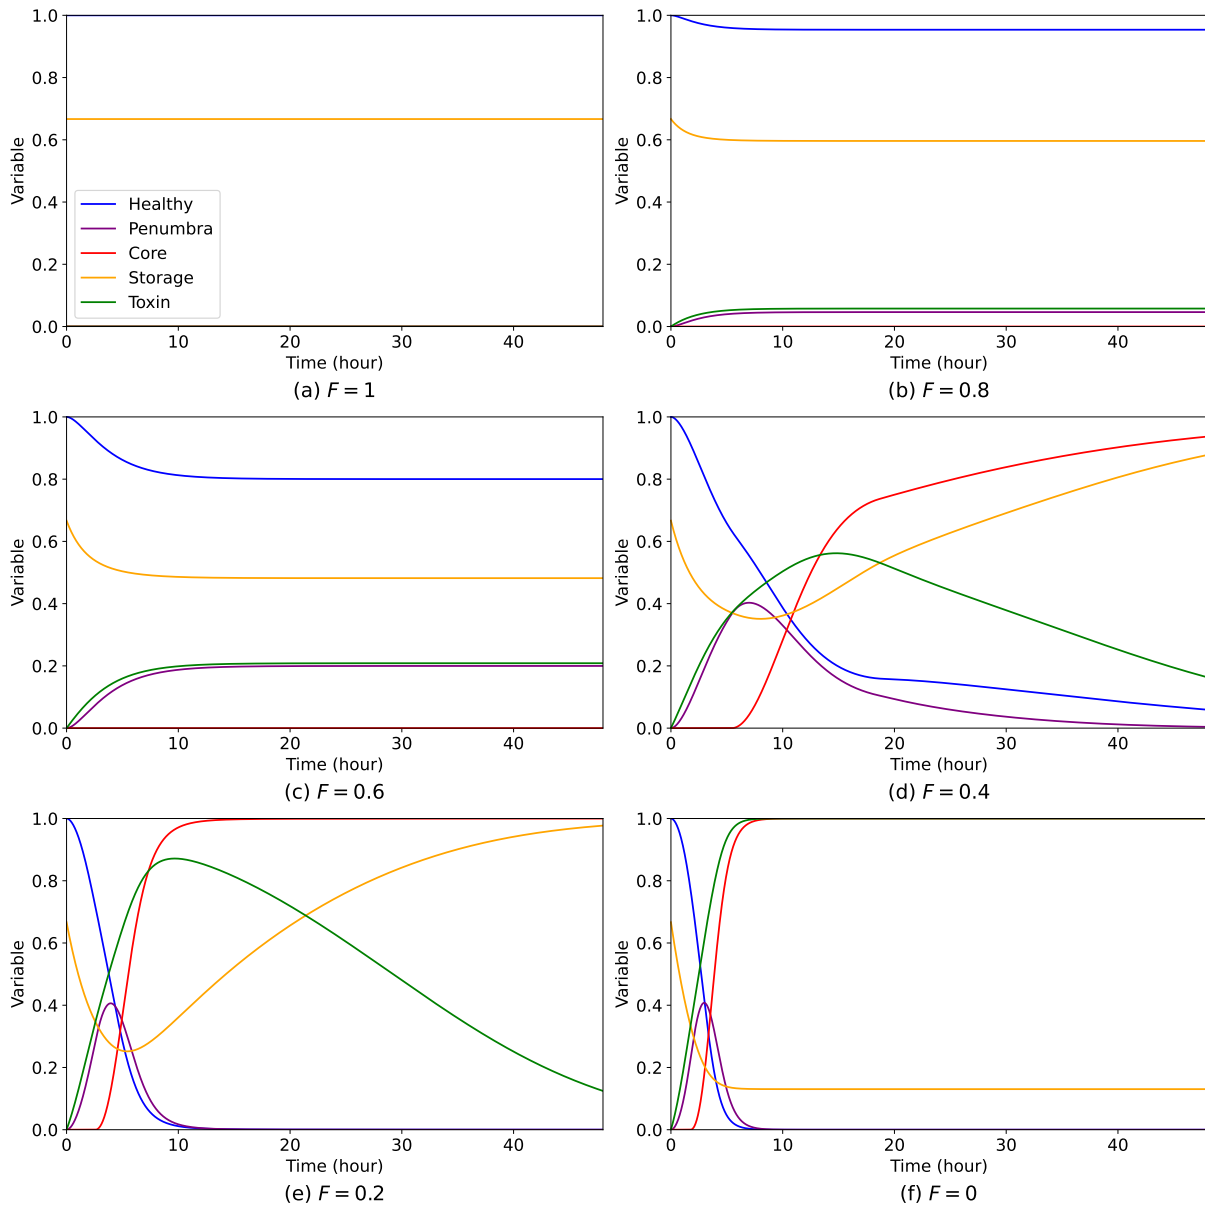 1.0
0.8
0.6
0.4
0.2
0.0
Variable
Healthy
Penumbra
Core
Storage
Toxin
0 10 20 30 40
Time (hour)
(a) F = 1
1.0
0.8
0.6
0.4
0.2
0.0
Variable
0 10 20 30 40
Time (hour)
(b) F = 0.8
1.0
0.8
0.6
0.4
0.2
0.0
Variable
0 10 20 30 40
Time (hour)
(c) F = 0.6
1.0
0.8
0.6
0.4
0.2
0.0
Variable
0 10 20 30 40
Time (hour)
(d) F = 0.4
1.0
0.8
0.6
0.4
0.2
0.0
Variable
0 10 20 30 40
Time (hour)
(e) F = 0.2
1.0
0.8
0.6
0.4
0.2
0.0
Variable
0 10 20 30 40
Time (hour)
(f) F = 0